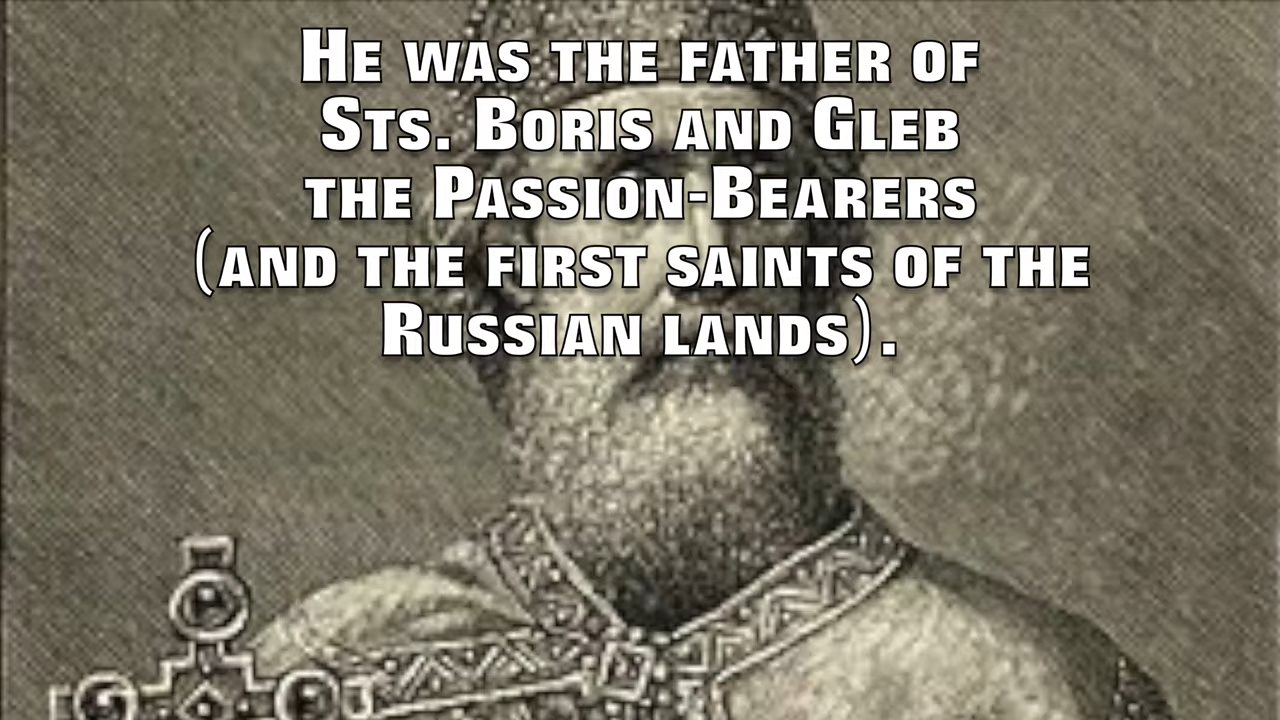 He was the father of
Sts. Boris and Gleb
the Passion-Bearers
(and the first saints of the
Russian lands).